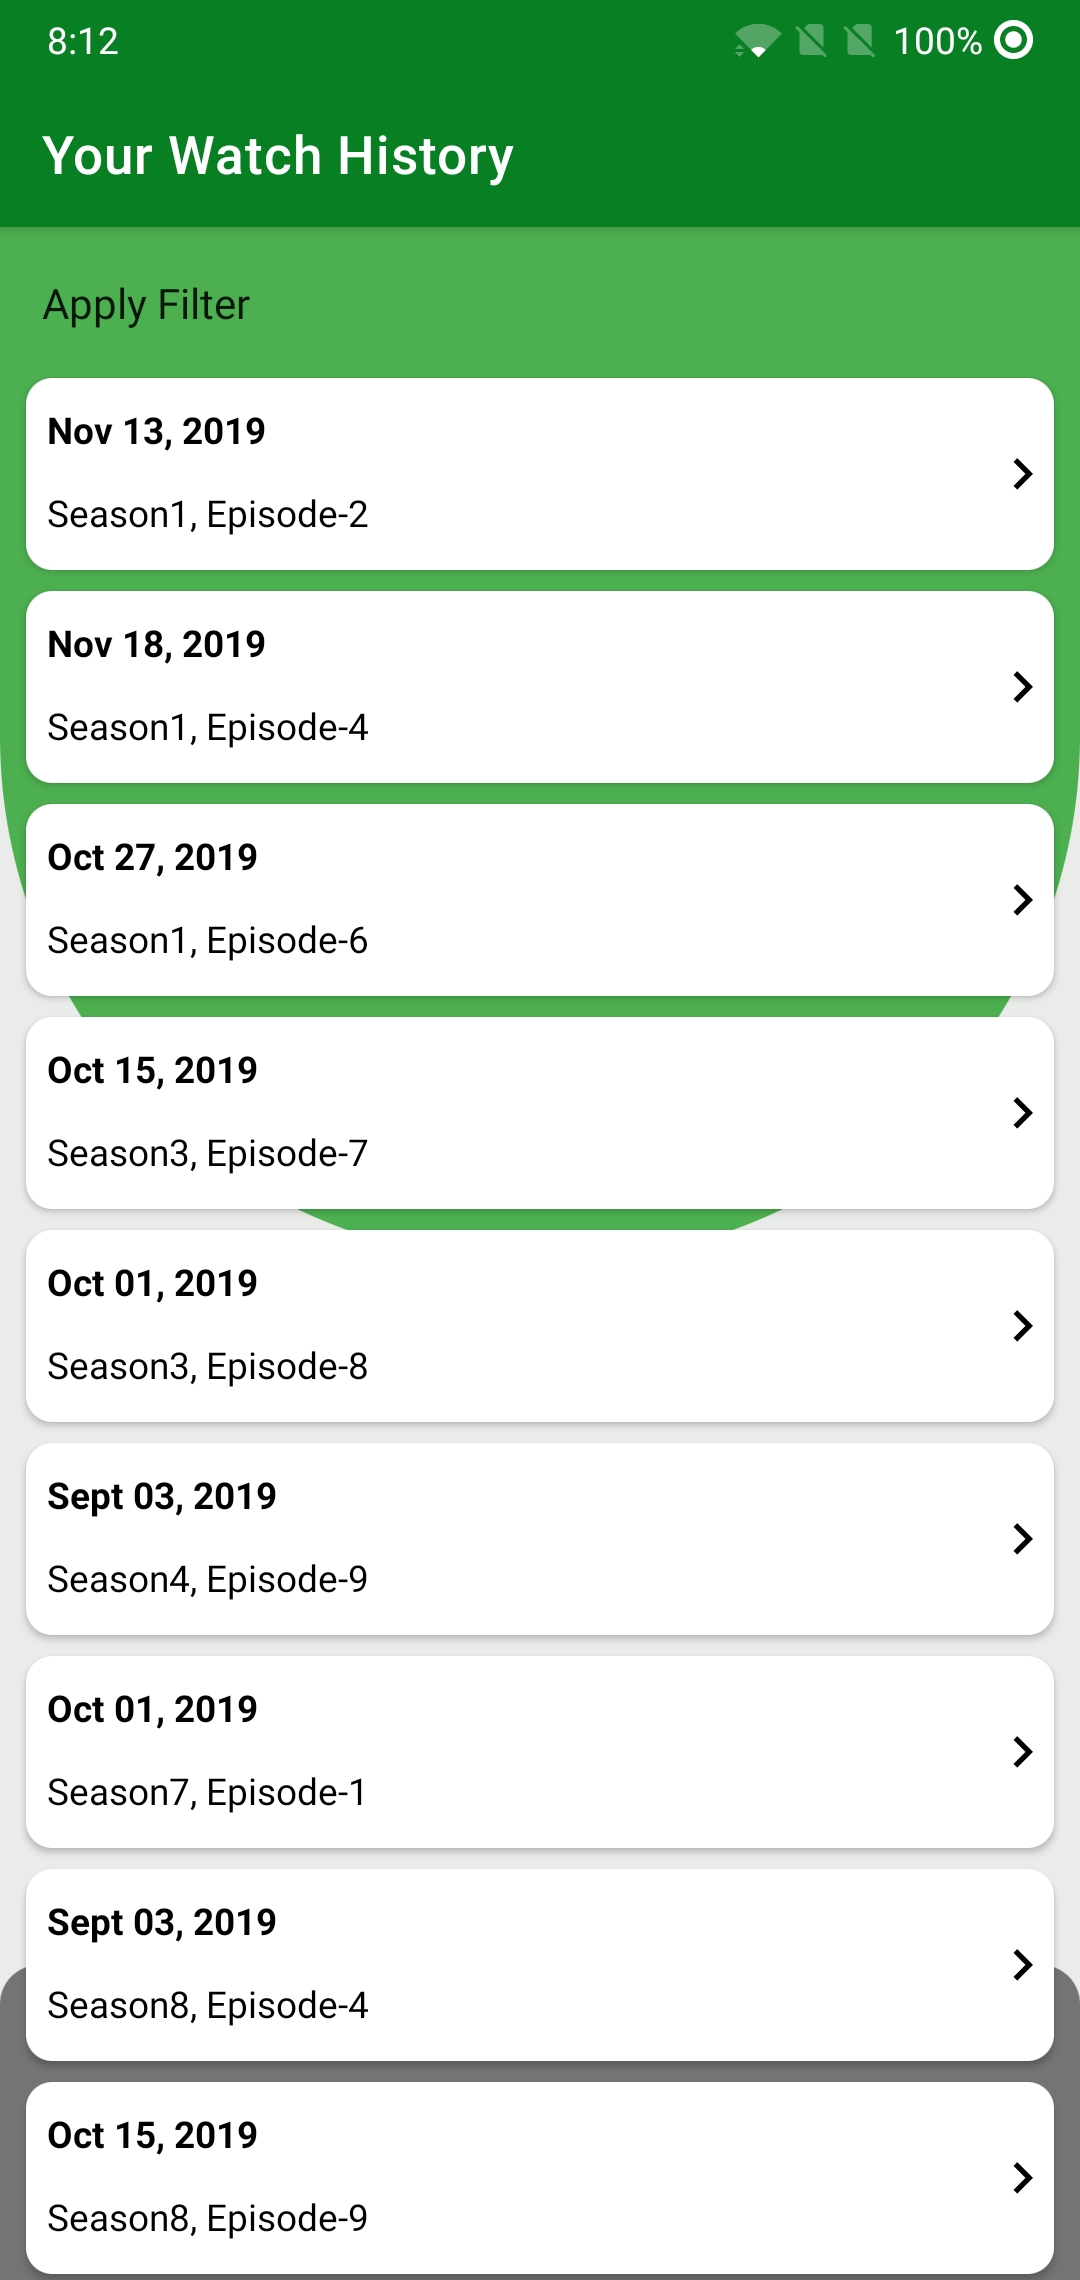 8:12
100%
Your Watch History
Apply Filter
Nov 13, 2019
Season1, Episode-2
Nov 18, 2019
Season1, Episode-4
Oct 27, 2019
Season1, Episode-6
Oct 15, 2019
Season3, Episode-7
Oct 01, 2019
Season3, Episode-8
Sept 03, 2019
Season4, Episode-9
Oct 01, 2019
Season7, Episode-1
Sept 03, 2019
Season8, Episode-4
Oct 15, 2019
Season8, Episode-9